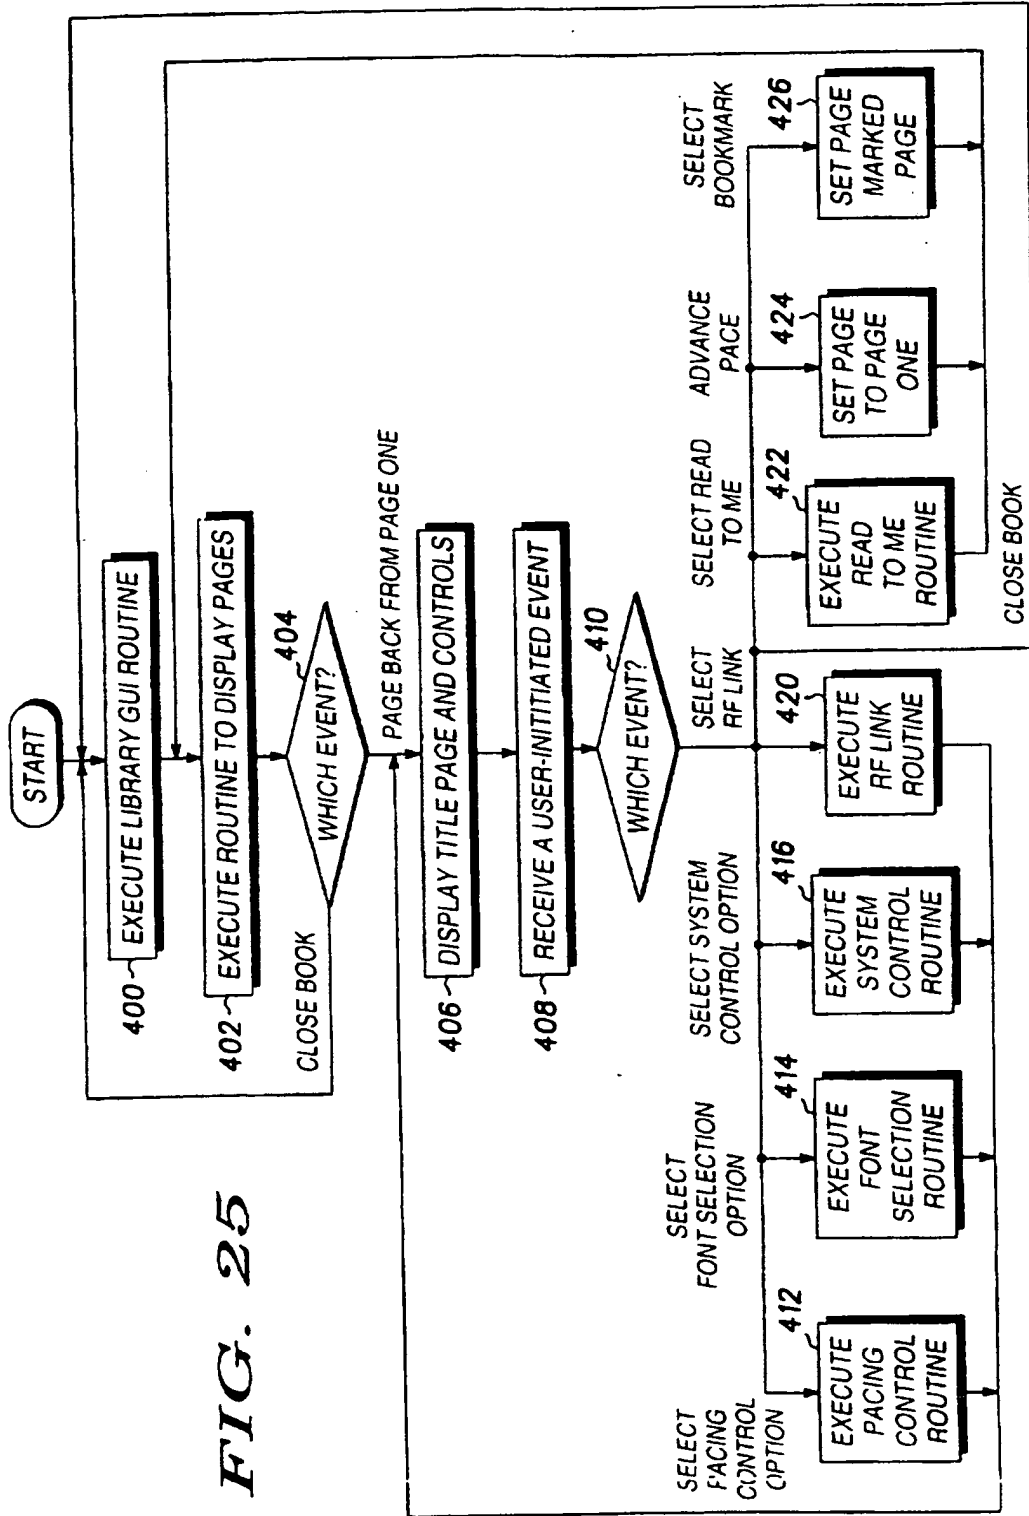 START
400
EXECUTE LIBRARY GUI ROUTINE
402
EXECUTE ROUTINE TO DISPLAY PAGES
404
WHICH EVENT?
CLOSE BOOK
PAGE BACK FROM PAGE ONE
406
DISPLAY TITLE PAGE AND CONTROLS
408
RECEIVE A USER-INITITIATED EVENT
410
WHICH EVENT?
SELECT
PACING
CONTROL
OPTION
412
EXECUTE
PACING
CONTROL
ROUTINE
SELECT
FONT SELECTION
OPTION
414
EXECUTE
FONT
SELECTION
ROUTINE
SELECT SYSTEM
CONTROL OPTION
416
EXECUTE
SYSTEM
CONTROL
ROUTINE
SELECT
RF LINK
420
EXECUTE
RF LINK
ROUTINE
SELECT READ
TO ME
422
EXECUTE
READ
TO ME
ROUTINE
ADVANCE
PACE
424
SET PAGE
TO PAGE
ONE
SELECT
BOOKMARK
426
SET PAGE
MARKED
PAGE
CLOSE BOOK
FIG. 25